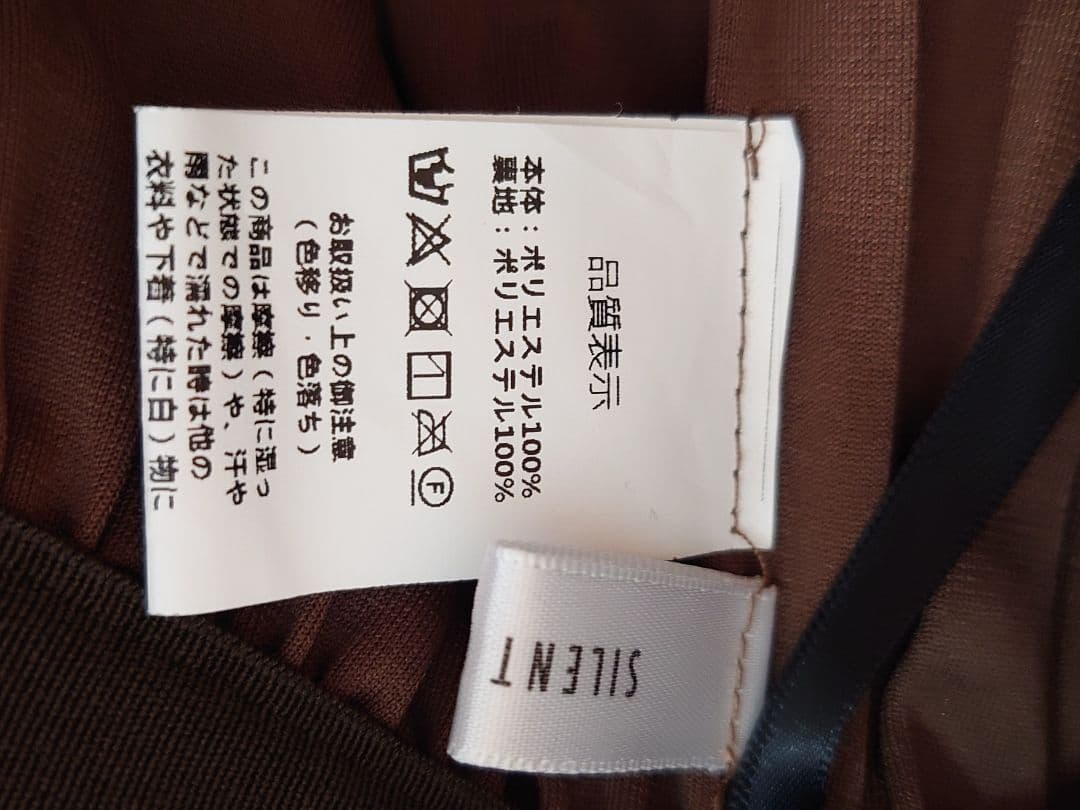 品質表示
本体：ポリエステル100%
裏地：ポリエステル100%
F
お取扱い上の御注意
（色移り・色落ち）
この商品は摩擦（特に湿っ
た状態での摩擦）や、汗や
雨などで濡れた時は他の
衣料や下着（特に白）物に
SILENT